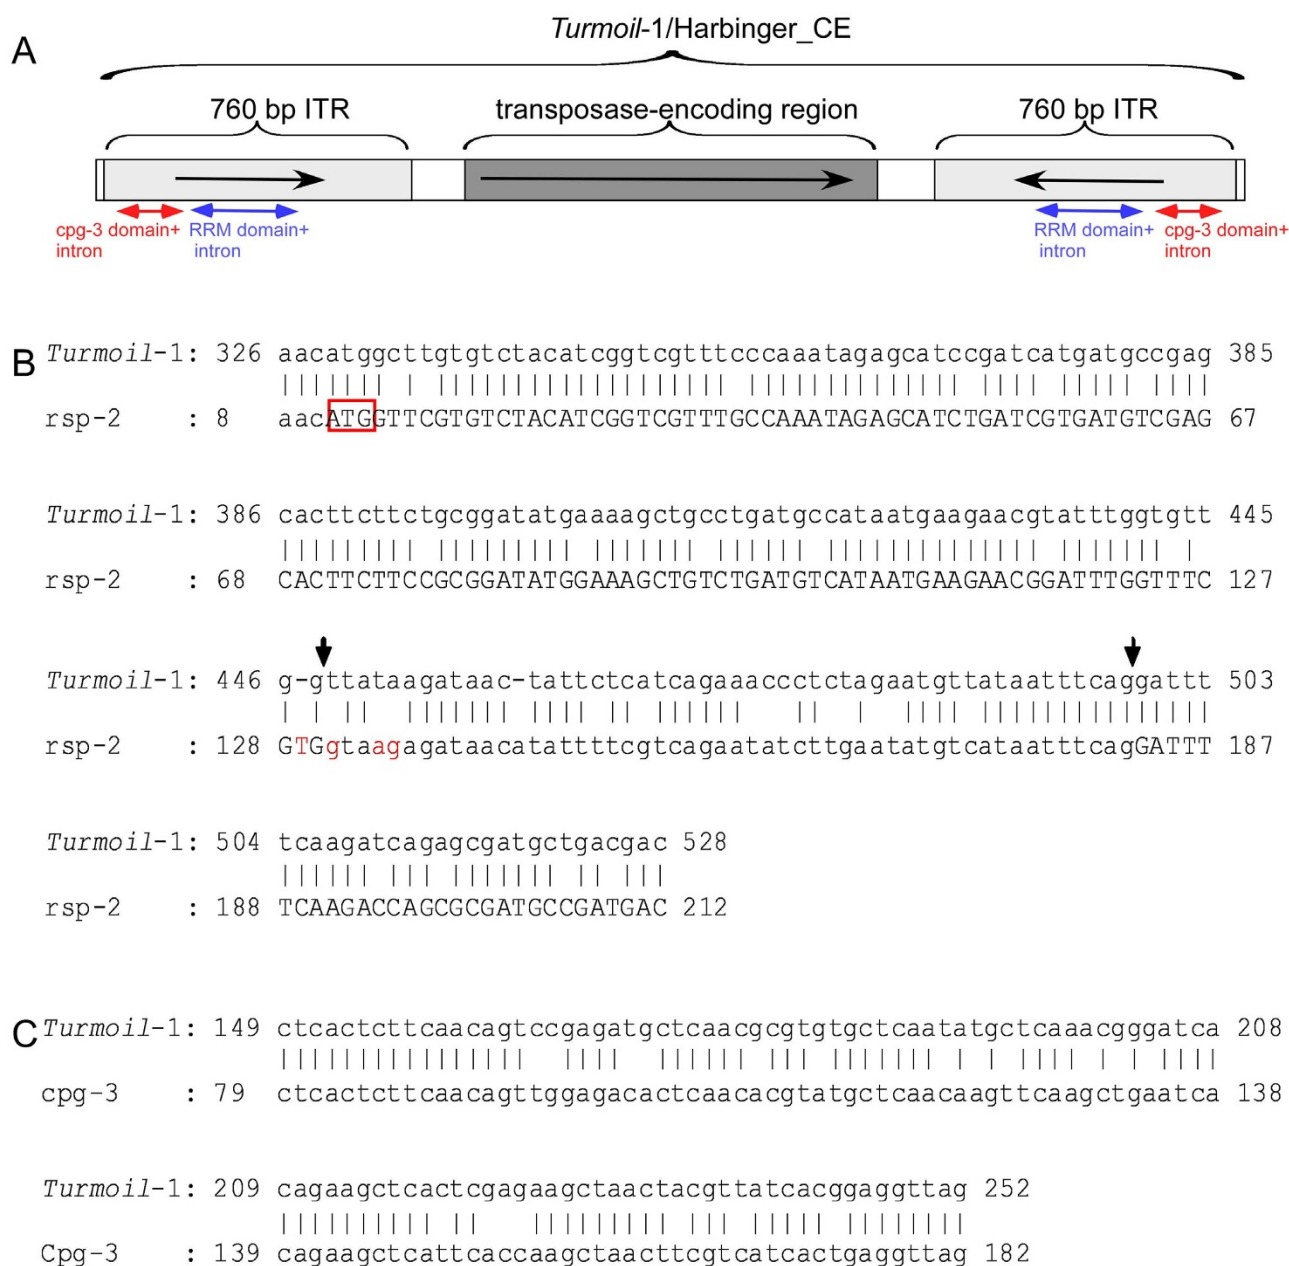 A
Turmoil-1/Harbinger_CE
760 bp ITR
transposase-encoding region
760 bp ITR
cpg-3 domain+
intron
RRM domain+
intron
RRM domain+
intron
cpg-3 domain+
intron
B
Turmoil-1: 326 aacatggcttgtgtctacatcggtcgtttcccaaatagagcatccgatcatgatgccgag 385
rsp-2 : 8 aacATGGTTCGTGTCTACATCGGTCGTTTGCCAAATAGAGCATCTGATCGTGATGTCGAG 67
Turmoil-1: 386 cacttcttctgcggatatgaaaagctgcctgatgccataatgaagaacgtatttggtgtt 445
rsp-2 : 68 CACTTCTTCCGCGGATATGGAAAGCTGTCTGATGTCATAATGAAGAACGGATTTGGTTTC 127
Turmoil-1: 446 g-gttataagataac-tattctcatcagaaaccctctagaatgttataatttcaggattt 503
rsp-2 : 128 GTGgtaagagataacatattttcgtcagaatatcttgaatatgtcataatttcagGATTT 187
Turmoil-1: 504 tcaagatcagagcgatgctgacgac 528
rsp-2 : 188 TCAAGACCAGCGCGATGCCGATGAC 212
C
Turmoil-1: 149 ctcactcttcaacagtccgagatgctcaacgcgtgtgctcaatatgctcaaacgggatca 208
cpg-3 : 79 ctcactcttcaacagttggagacactcaacacgtatgctcaacaagttcaagctgaatca 138
Turmoil-1: 209 cagaagctcactcgagaagctaactacgttatcacggaggttag 252
Cpg-3 : 139 cagaagctcattcaccaagctaacttcgtcatcactgaggttag 182